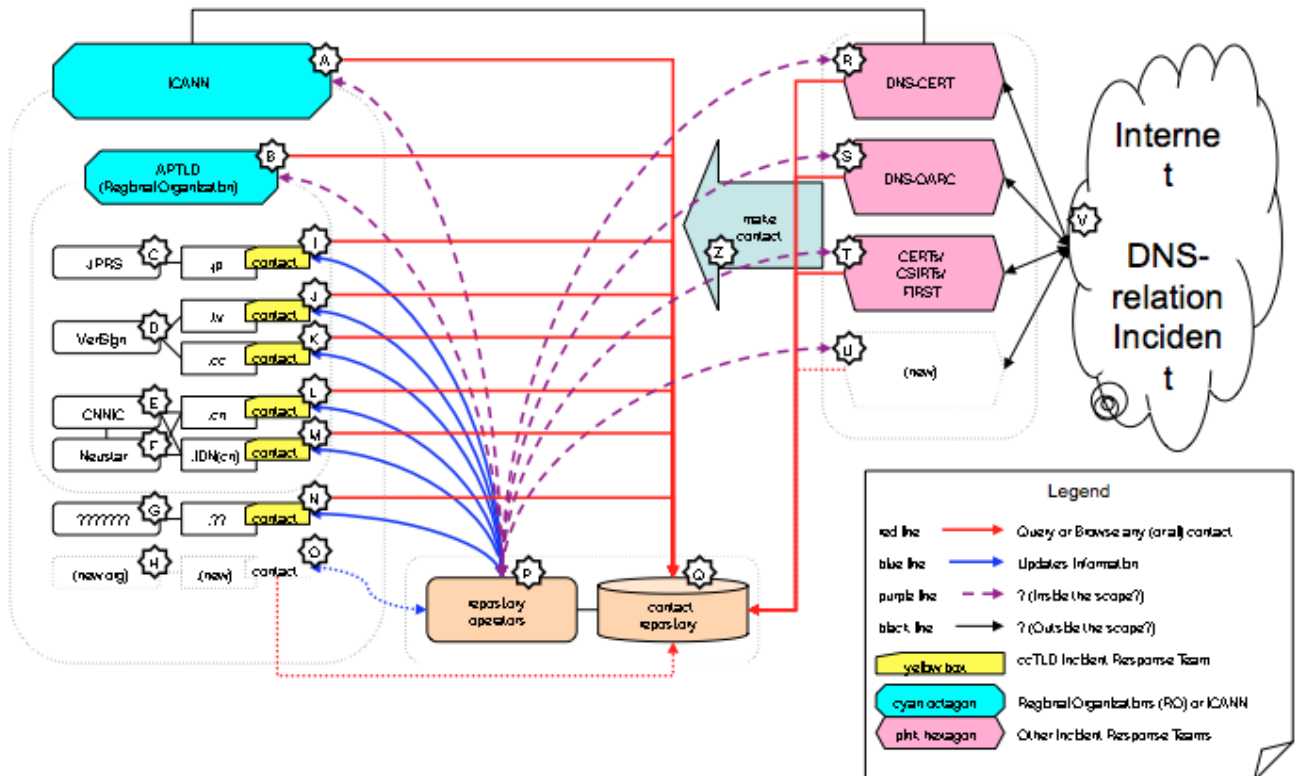 ICANN
A
APTLD
(Regional Organization)
B
JPRS
C
.jp
contact
I
VeriSign
D
.tv
contact
J
.cc
contact
K
CNNIC
E
.cn
contact
L
Neustar
F
.IDN(cn)
contact
M
???????
G
.??
contact
N
(new org)
H
.(new)
contact
O
repository
operators
P
contact
repository
Q
make
contact
Z
R
DNS-CERT
S
DNS-OARC
T
CERTs/
CSIRTs/
FIRST
U
(new)
V
Interne
t
DNS-
relation
Inciden
t
Legend
red line
Query or Browse any (or all) contact
blue line
Updates Information
purple line
? (Inside the scope?)
black line
? (Outside the scope?)
yellow box
ccTLD Incident Response Team
cyan octagon
Regional Organizations (RO) or ICANN
pink hexagon
Other Incident Response Teams